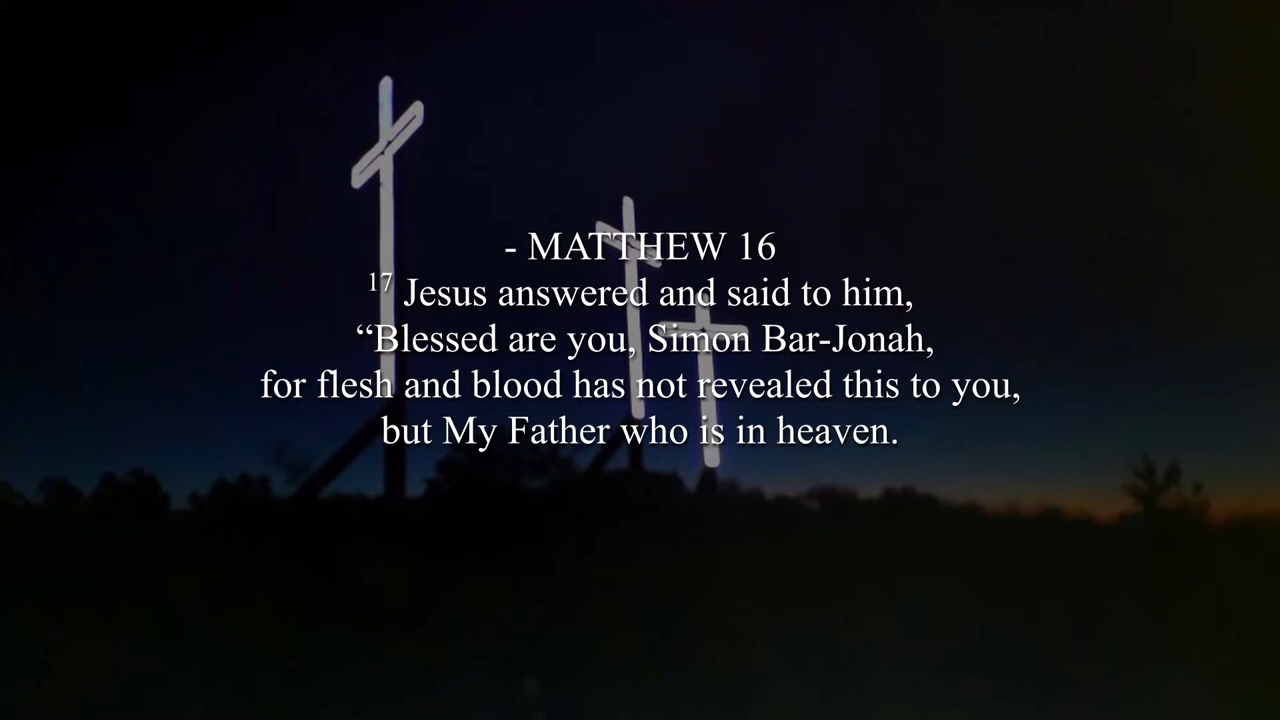 - MATTHEW 16
17 Jesus answered and said to him,
“Blessed are you, Simon Bar-Jonah,
for flesh and blood has not revealed this to you,
but My Father who is in heaven.